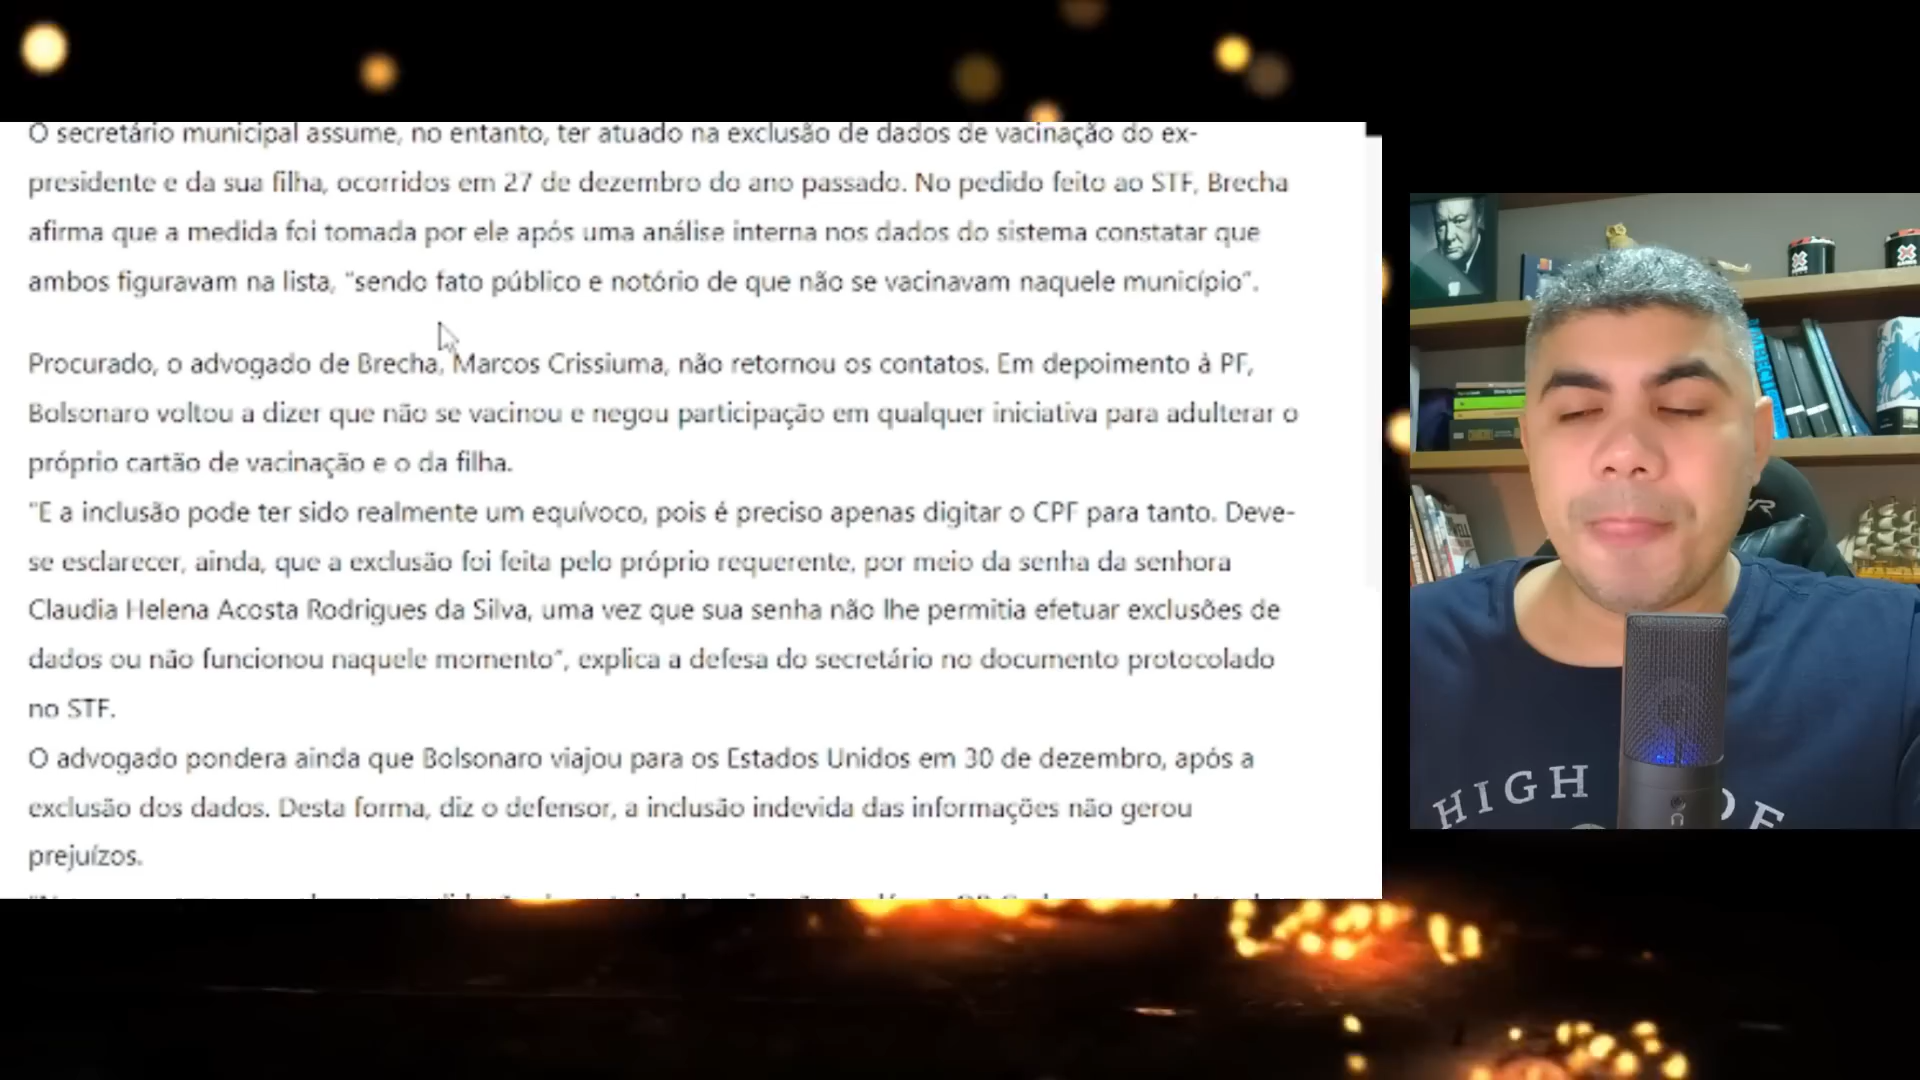 O secretário municipal assume, no entanto, ter atuado na exclusão de dados de vacinação do ex-
presidente e da sua filha, ocorridos em 27 de dezembro do ano passado. No pedido feito ao STF, Brecha
afirma que a medida foi tomada por ele após uma análise interna nos dados do sistema constatar que
ambos figuravam na lista, "sendo fato público e notório de que não se vacinavam naquele município".
Procurado, o advogado de Brecha, Marcos Crissiuma, não retornou os contatos. Em depoimento à PF,
Bolsonaro voltou a dizer que não se vacinou e negou participação em qualquer iniciativa para adulterar o
próprio cartão de vacinação e o da filha.
"E a inclusão pode ter sido realmente um equívoco, pois é preciso apenas digitar o CPF para tanto. Deve-
se esclarecer, ainda, que a exclusão foi feita pelo próprio requerente, por meio da senha da senhora
Claudia Helena Acosta Rodrigues da Silva, uma vez que sua senha não lhe permitia efetuar exclusões de
dados ou não funcionou naquele momento", explica a defesa do secretário no documento protocolado
no STF.
O advogado pondera ainda que Bolsonaro viajou para os Estados Unidos em 30 de dezembro, após a
exclusão dos dados. Desta forma, diz o defensor, a inclusão indevida das informações não gerou
prejuízos.
HIGH